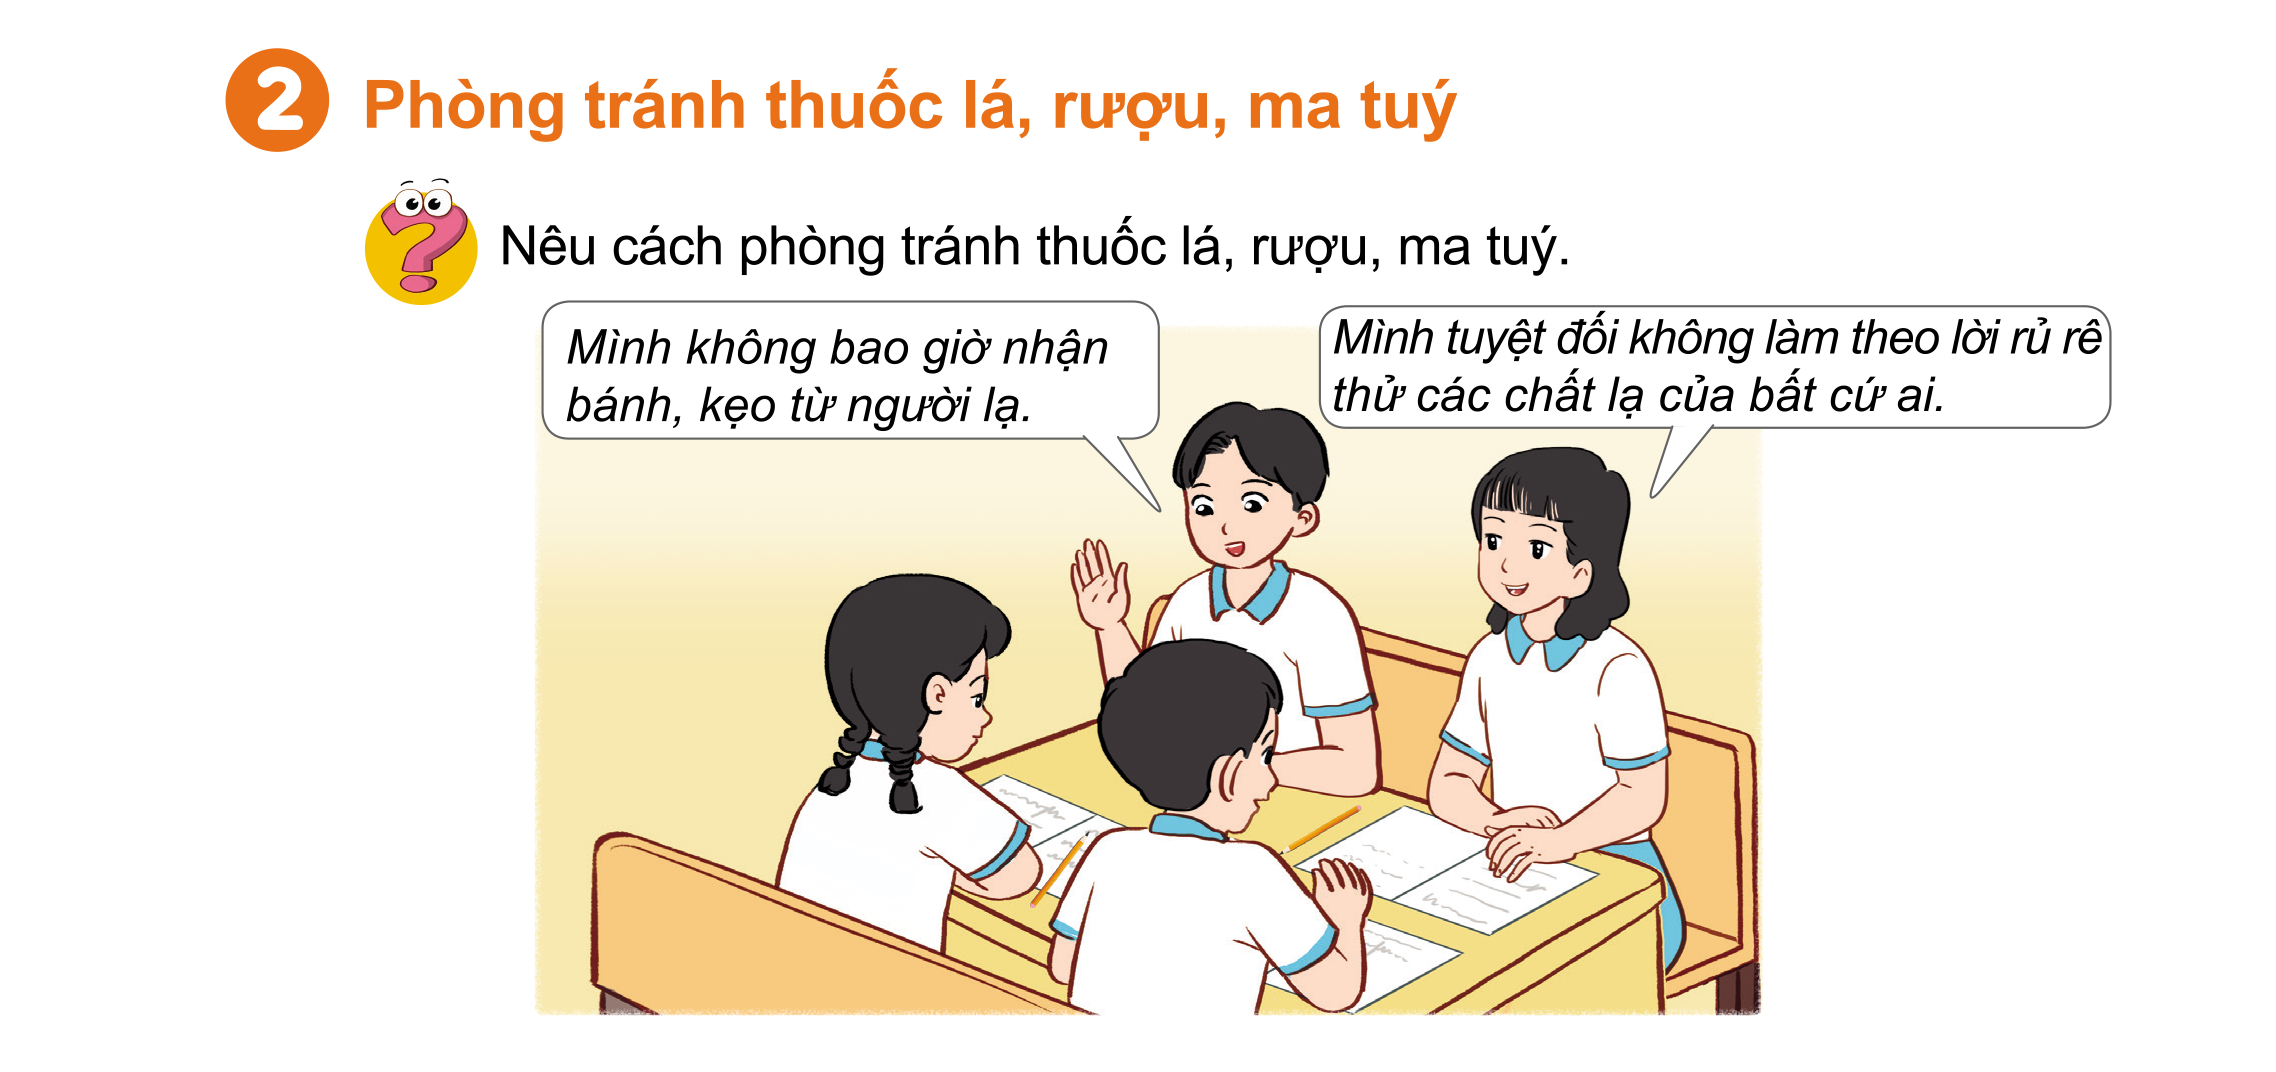 2 Phòng tránh thuốc lá, rượu, ma tuý
Nêu cách phòng tránh thuốc lá, rượu, ma tuý.
Mình không bao giờ nhận
bánh, kẹo từ người lạ.
Mình tuyệt đối không làm theo lời rủ rê
thử các chất lạ của bất cứ ai.